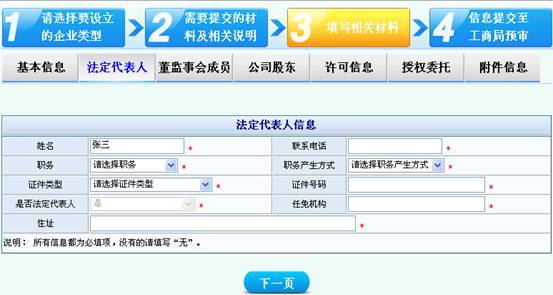 1 请选择要设立的企业类型
2 需要提交的材料及相关说明
3 填写相关材料
4 信息提交至工商局预审
基本信息 法定代表人 董监事会成员 公司股东 许可信息 授权委托 附件信息
法定代表人信息
姓名 张三 * 联系电话 *
职务 请选择职务 * 职务产生方式 请选择职务产生方式 *
证件类型 请选择证件类型 * 证件号码 *
是否法定代表人 是 * 任免机构 *
住址 *
说明：所有信息都为必填项，没有的请填写“无”。
下一页